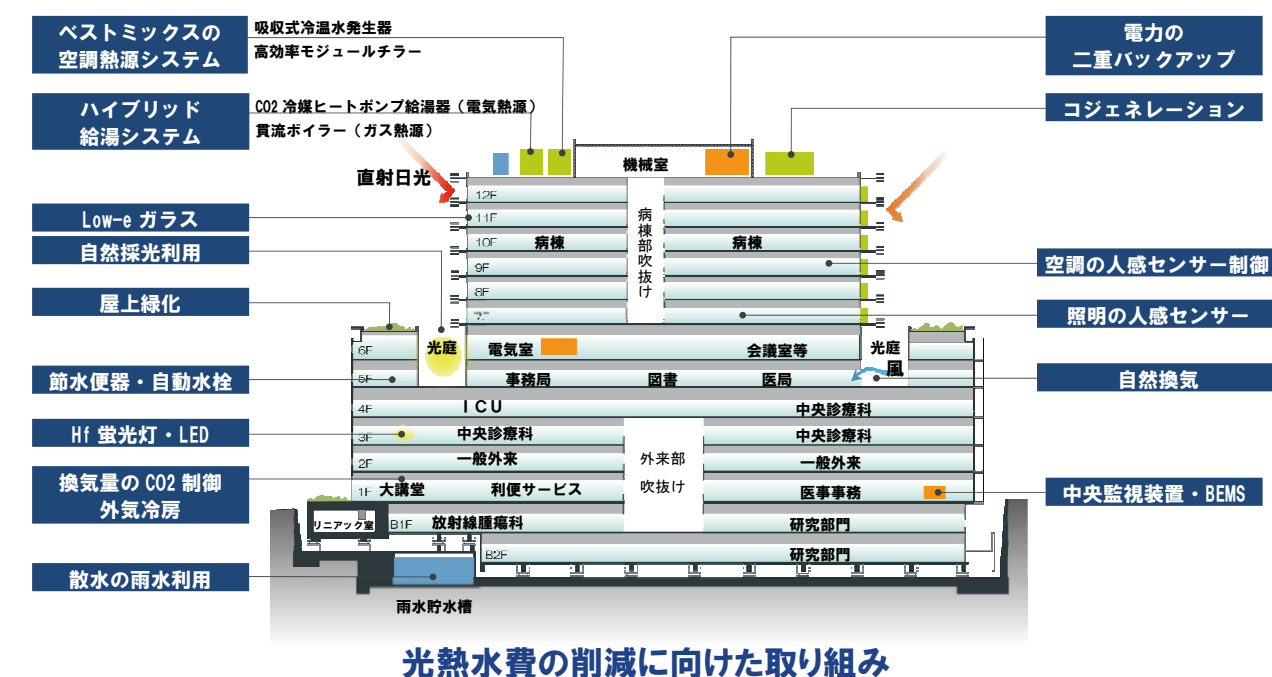 ベストミックスの
空調熱源システム
吸収式冷温水発生器
高効率モジュールチラー
ハイブリッド
給湯システム
CO2 冷媒ヒートポンプ給湯器(電気熱源)
貫流ボイラー(ガス熱源)
電力の
二重バックアップ
コジェネレーション
機械室
直射日光
12F
Low-e ガラス
11F
病棟部吹抜け
自然採光利用
10F
病棟
病棟
9F
空調の人感センサー制御
屋上緑化
8F
照明の人感センサー
6F
光庭
電気室
会議室等
光庭
風
節水便器・自動水栓
5F
事務局
図書
医局
自然換気
4F
ICU
中央診療科
Hf 蛍光灯・LED
3F
中央診療科
中央診療科
2F
一般外来
外来部
吹抜け
一般外来
換気量の CO2 制御
外気冷房
1F
大講堂
利便サービス
医事事務
中央監視装置・BEMS
リニアック室
B1F
放射線腫瘍科
研究部門
B2F
研究部門
散水の雨水利用
雨水貯水槽
光熱水費の削減に向けた取り組み